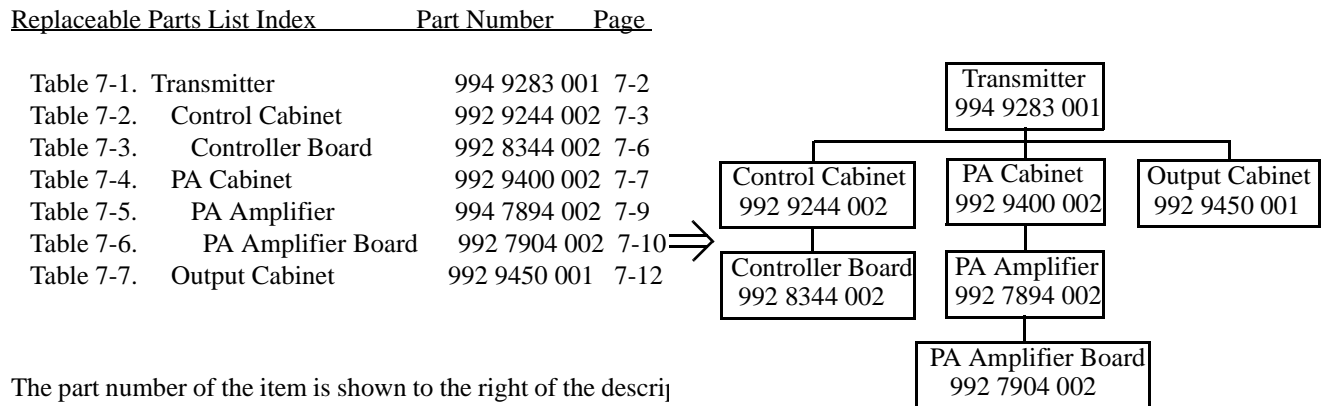 Replaceable Parts List Index Part Number Page
Table 7-1. Transmitter 994 9283 001 7-2
Table 7-2. Control Cabinet 992 9244 002 7-3
Table 7-3. Controller Board 992 8344 002 7-6
Table 7-4. PA Cabinet 992 9400 002 7-7
Table 7-5. PA Amplifier 994 7894 002 7-9
Table 7-6. PA Amplifier Board 992 7904 002 7-10
Table 7-7. Output Cabinet 992 9450 001 7-12
The part number of the item is shown to the right of the
Transmitter
994 9283 001
Control Cabinet
992 9244 002
PA Cabinet
992 9400 002
Output Cabinet
992 9450 001
Controller Board
992 8344 002
PA Amplifier
992 7894 002
PA Amplifier Board
992 7904 002